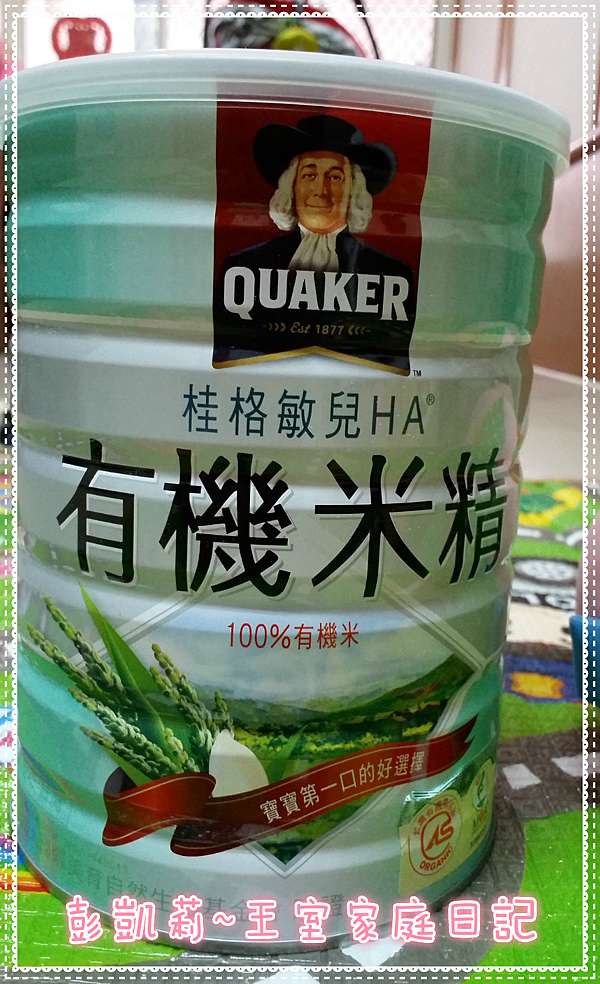 QUAKER
Est 1877
TM
桂格敏兒HA®
有機米精
100%有機米
寶寶第一口的好選擇
ORGANIC
彭凱莉~王室家庭日記